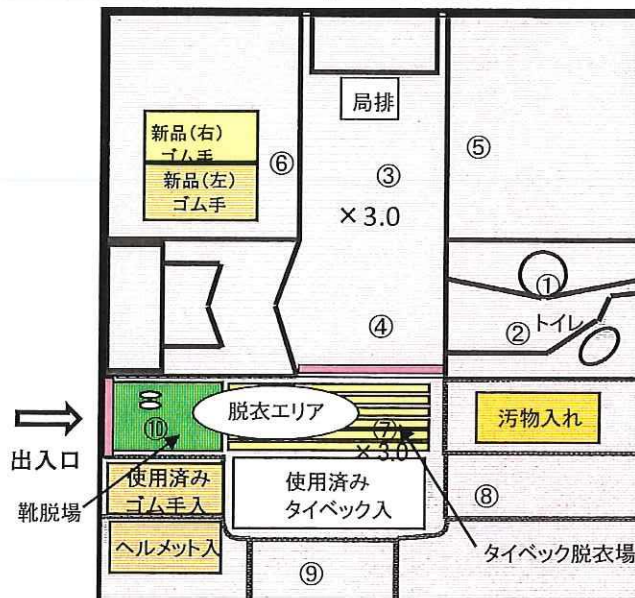 局排
新品(右)
ゴム手
新品(左)
ゴム手
⑥
③
⑤
×3.0
①
④
②
トイレ
脱衣エリア
⑩
⑦
×3.0
汚物入れ
出入口
使用済み
ゴム手入
使用済み
タイベック入
⑧
靴脱場
ヘルメット入
タイベック脱衣場
⑨